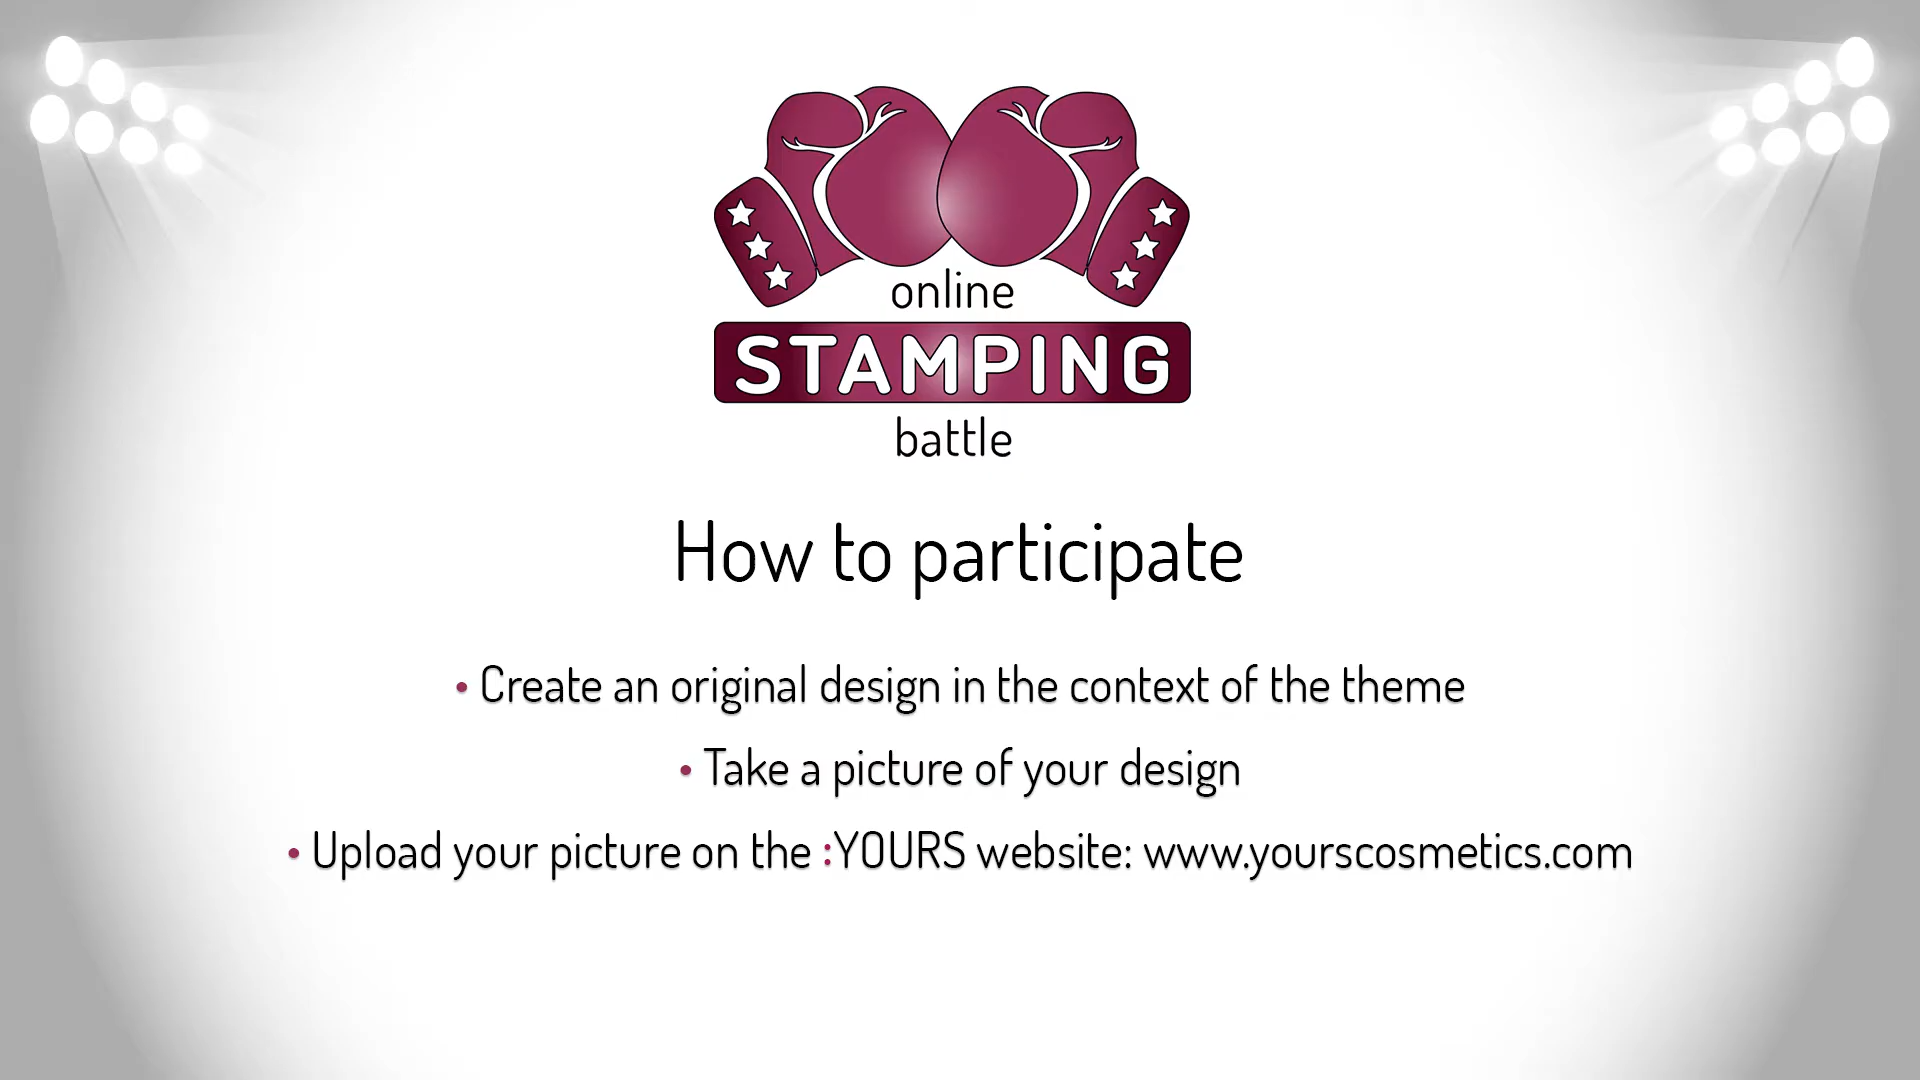 online
STAMPING
battle
How to participate
• Create an original design in the context of the theme
• Take a picture of your design
• Upload your picture on the :YOURS website: www.yourscosmetics.com